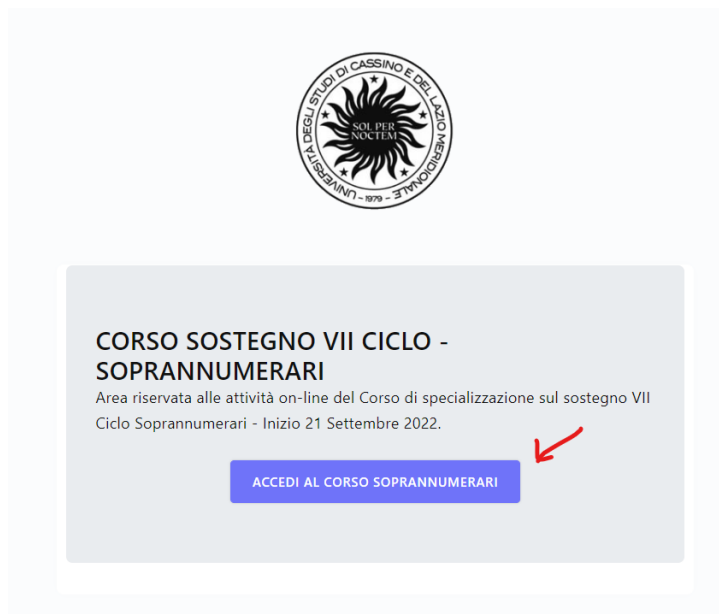 UNIVERSITÀ DEGLI STUDI DI CASSINO E DEL LAZIO MERIDIONALE
- 1979 -
SOL PER
NOCTEM
CORSO SOSTEGNO VII CICLO -
SOPRANNUMERARI
Area riservata alle attività on-line del Corso di specializzazione sul sostegno VII
Ciclo Soprannumerari - Inizio 21 Settembre 2022.
ACCEDI AL CORSO SOPRANNUMERARI